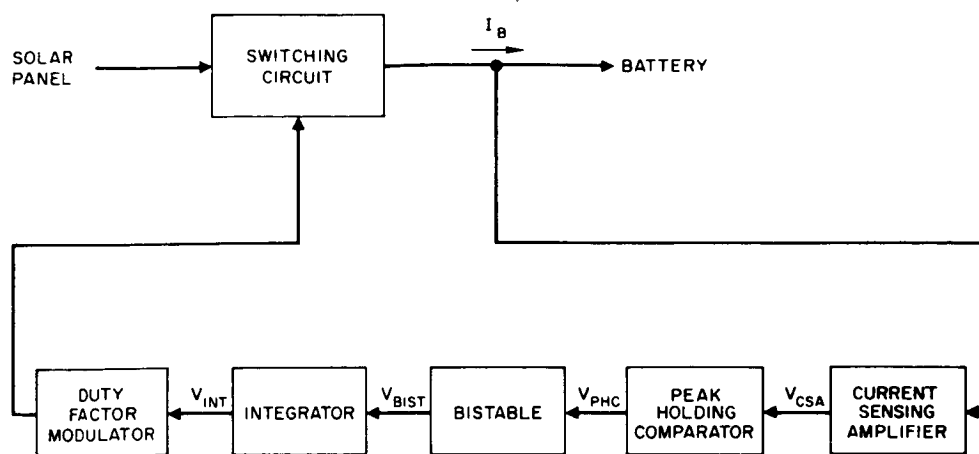 I_B
SOLAR
PANEL
SWITCHING
CIRCUIT
BATTERY
DUTY
FACTOR
MODULATOR
V_INT
INTEGRATOR
V_BIST
BISTABLE
V_PHC
PEAK
HOLDING
COMPARATOR
V_CSA
CURRENT
SENSING
AMPLIFIER